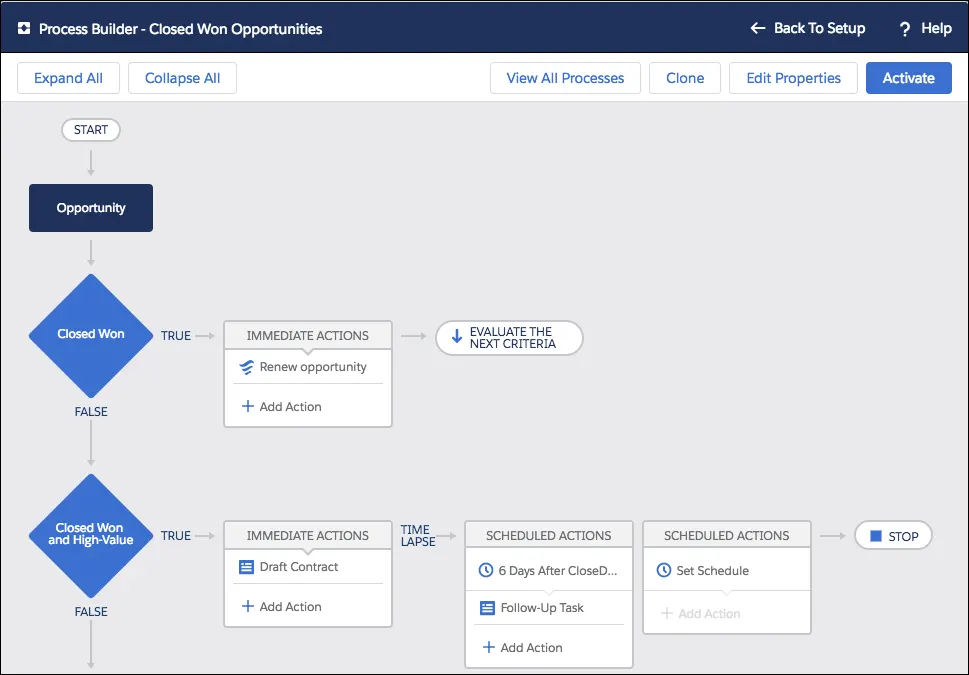 Process Builder - Closed Won Opportunities
Back To Setup
? Help
Expand All
Collapse All
View All Processes
Clone
Edit Properties
Activate
START
Opportunity
Closed Won
TRUE
IMMEDIATE ACTIONS
Renew opportunity
+ Add Action
EVALUATE THE
NEXT CRITERIA
FALSE
Closed Won
and High-Value
TRUE
IMMEDIATE ACTIONS
Draft Contract
+ Add Action
TIME
LAPSE
SCHEDULED ACTIONS
6 Days After CloseD...
Follow-Up Task
+ Add Action
SCHEDULED ACTIONS
Set Schedule
+ Add Action
STOP
FALSE